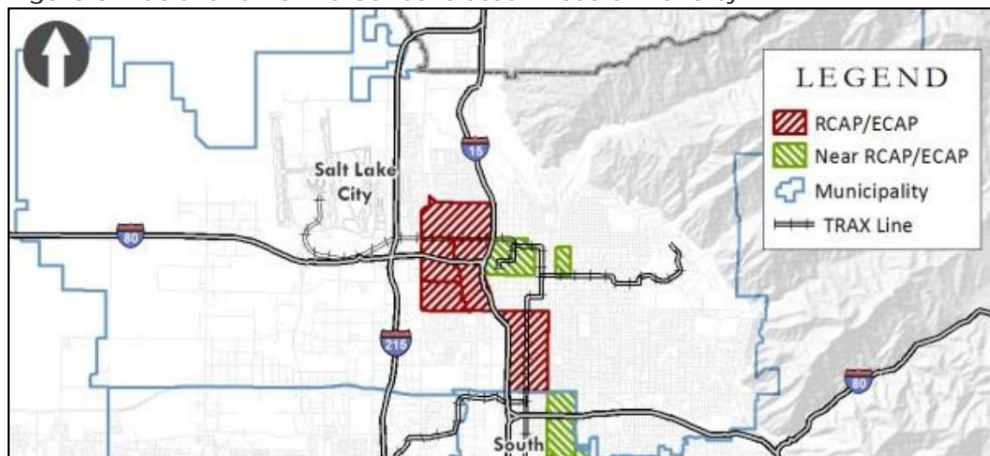 LEGEND
RCAP/ECAP
Near RCAP/ECAP
Municipality
TRAX Line
15
Salt Lake
City
80
215
80
South